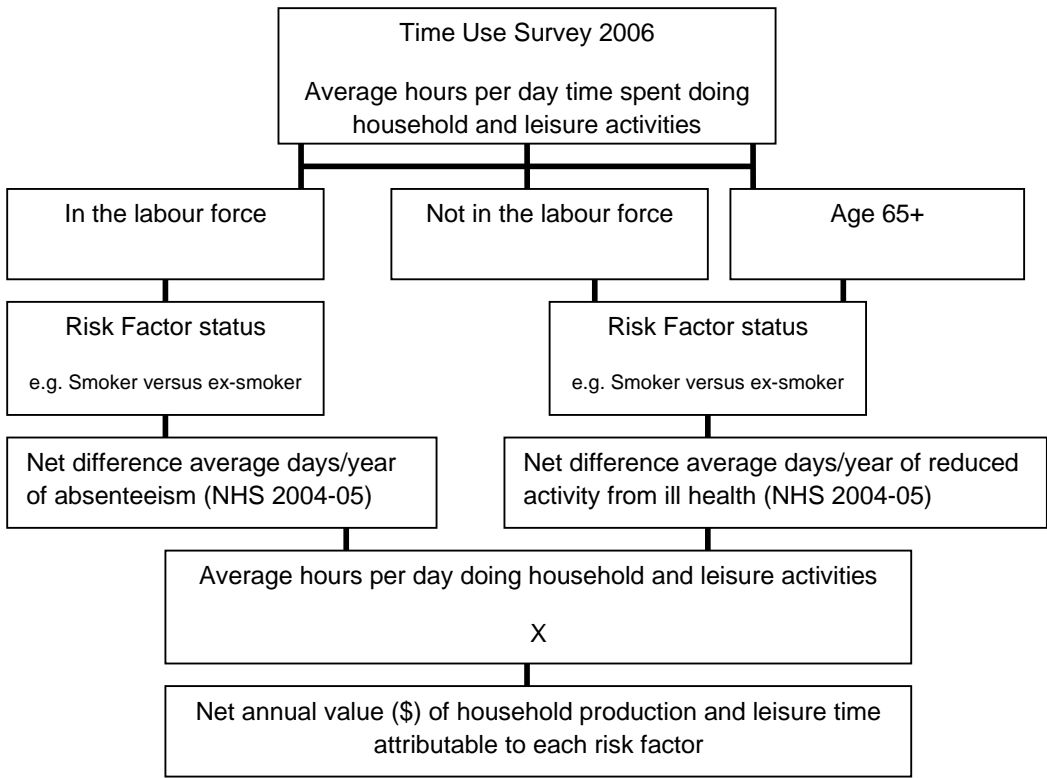 Time Use Survey 2006
Average hours per day time spent doing
household and leisure activities
In the labour force
Not in the labour force
Age 65+
Risk Factor status
e.g. Smoker versus ex-smoker
Risk Factor status
e.g. Smoker versus ex-smoker
Net difference average days/year
of absenteeism (NHS 2004-05)
Net difference average days/year of reduced
activity from ill health (NHS 2004-05)
Average hours per day doing household and leisure activities
X
Net annual value ($) of household production and leisure time
attributable to each risk factor